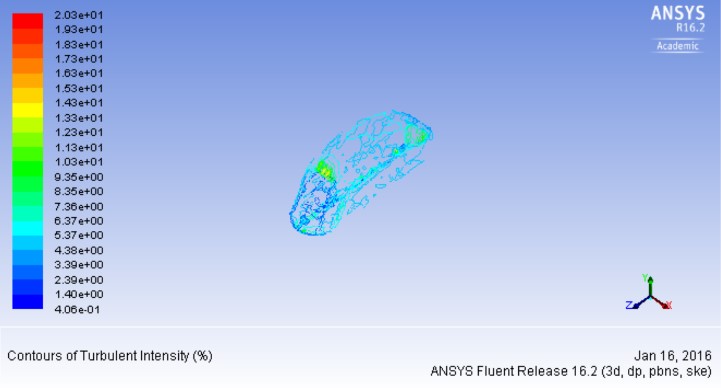 2.03e+01
1.93e+01
1.83e+01
1.73e+01
1.63e+01
1.53e+01
1.43e+01
1.33e+01
1.23e+01
1.13e+01
1.03e+01
9.35e+00
8.35e+00
7.36e+00
6.37e+00
5.37e+00
4.38e+00
3.39e+00
2.39e+00
1.40e+00
4.06e-01
ANSYS
R16.2
Academic
Y
Z
X
Contours of Turbulent Intensity (%)
Jan 16, 2016
ANSYS Fluent Release 16.2 (3d, dp, pbns, ske)